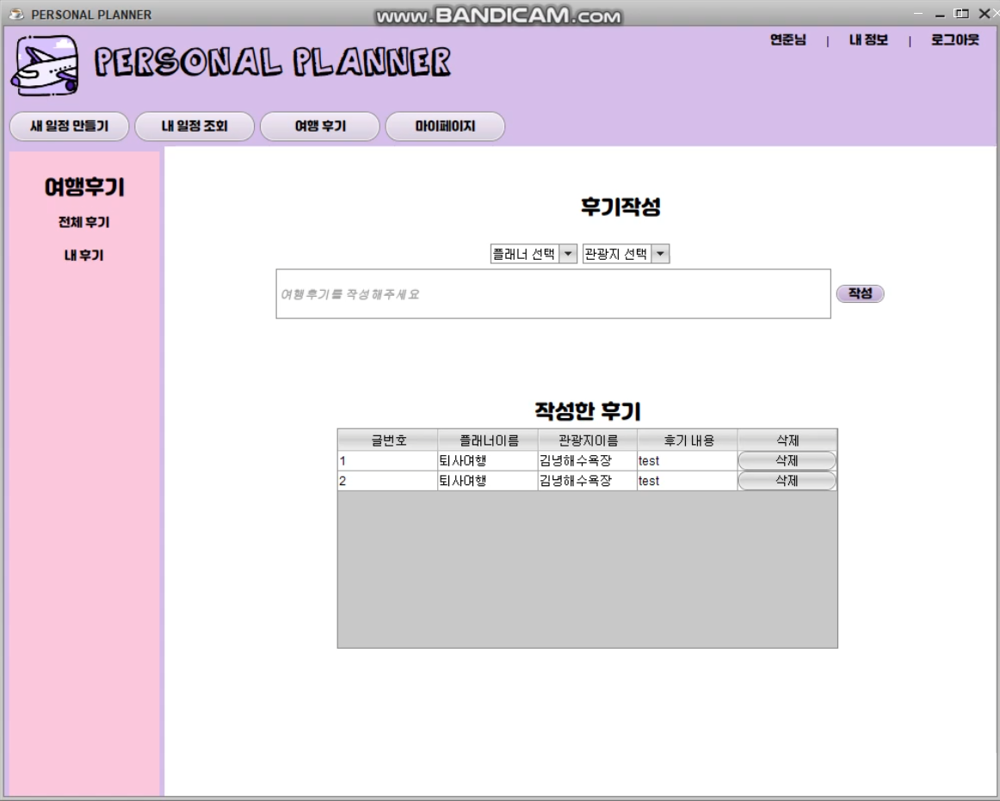 PERSONAL PLANNER
www.BANDICAM.com
연준님 | 내 정보 | 로그아웃
PERSONAL PLANNER
새 일정 만들기 내 일정 조회 여행 후기 마이페이지
여행후기
전체 후기
내 후기
후기작성
플래너 선택 관광지 선택
여행후기를 작성해주세요 작성
작성한 후기
글번호 플래너이름 관광지이름 후기 내용 삭제
1 퇴사여행 김녕해수욕장 test 삭제
2 퇴사여행 김녕해수욕장 test 삭제